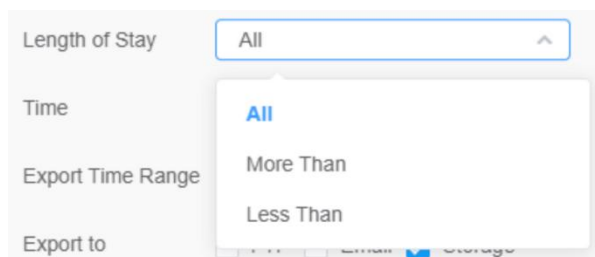 Length of Stay All
Time
All
Export Time Range More Than
Less Than
Export to Email Storage